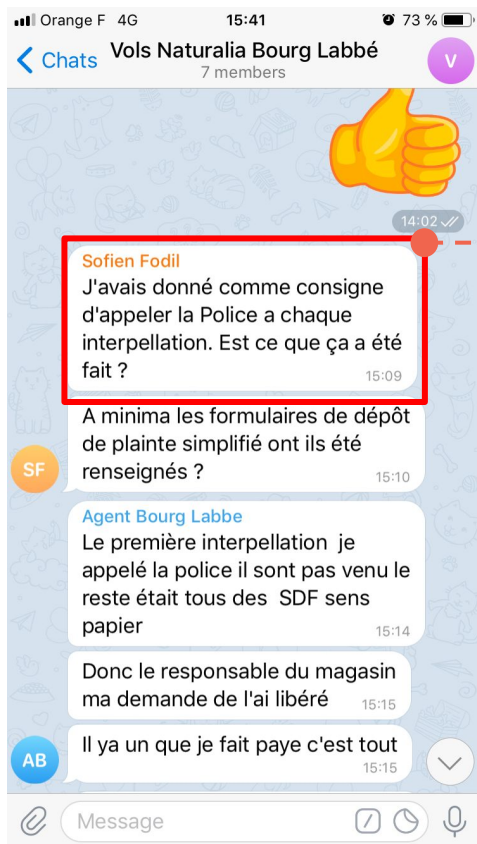 Orange F 4G 15:41 73 %
Chats Vols Naturalia Bourg Labbé V
7 members
14:02
Sofien Fodil
J'avais donné comme consigne
d'appeler la Police a chaque
interpellation. Est ce que ça a été
fait ? 15:09
A minima les formulaires de dépôt
de plainte simplifié ont ils été
SF renseignés ? 15:10
Agent Bourg Labbe
Le première interpellation je
appelé la police il sont pas venu le
reste était tous des SDF sens
papier 15:14
Donc le responsable du magasin
ma demande de l'ai libéré 15:15
AB Il ya un que je fait paye c'est tout
15:15
Message